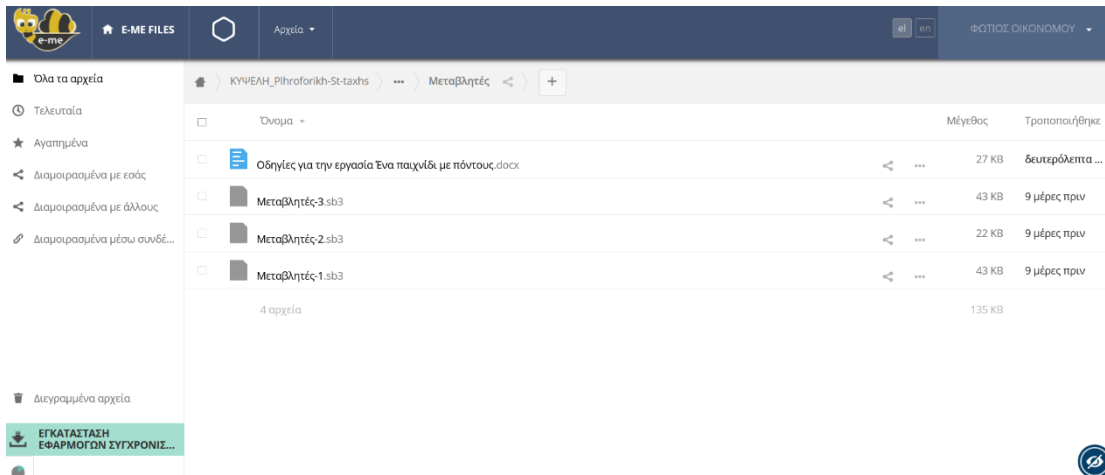 e-me
E-ME FILES
Αρχεία
el en
ΦΩΤΙΟΣ ΟΙΚΟΝΟΜΟΥ
Όλα τα αρχεία
Τελευταία
Αγαπημένα
Διαμοιρασμένα με εσάς
Διαμοιρασμένα με άλλους
Διαμοιρασμένα μέσω συνδέ...
ΚΥΨΕΛΗ_Plhroforikh-St-taxhs ••• Μεταβλητές +
Όνομα Μέγεθος Τροποποιήθηκε
Οδηγίες για την εργασία Ένα παιχνίδι με πόντους.docx ••• 27 KB δευτερόλεπτα ...
Μεταβλητές-3.sb3 ••• 43 KB 9 μέρες πριν
Μεταβλητές-2.sb3 ••• 22 KB 9 μέρες πριν
Μεταβλητές-1.sb3 ••• 43 KB 9 μέρες πριν
4 αρχεία 135 KB
Διεγραμμένα αρχεία
ΕΓΚΑΤΑΣΤΑΣΗ
ΕΦΑΡΜΟΓΩΝ ΣΥΓΧΡΟΝΙΣ...